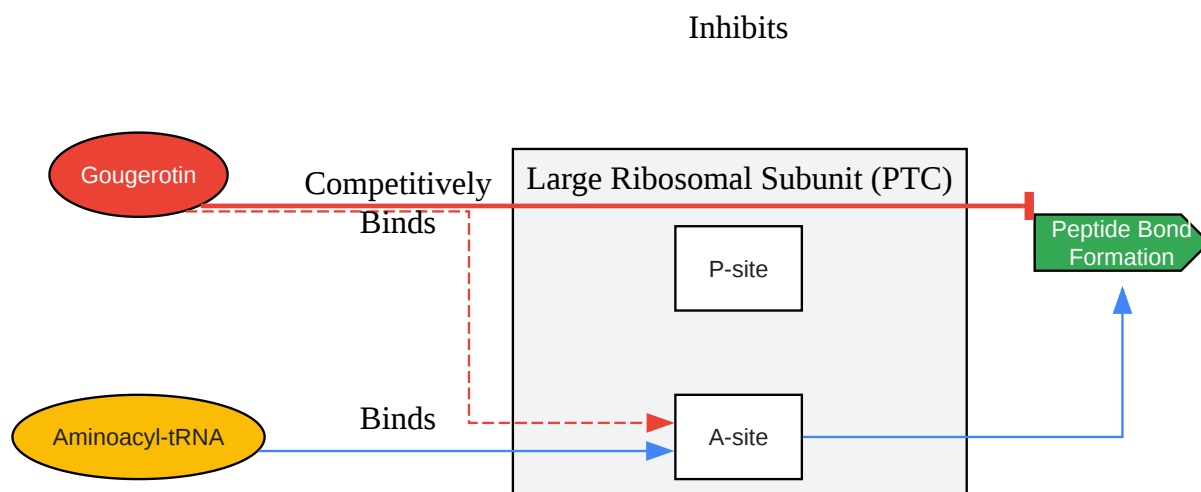 Inhibits
Gougerotin
Competitively
Binds
Large Ribosomal Subunit (PTC)
P-site
Peptide Bond
Formation
Aminoacyl-tRNA
Binds
A-site